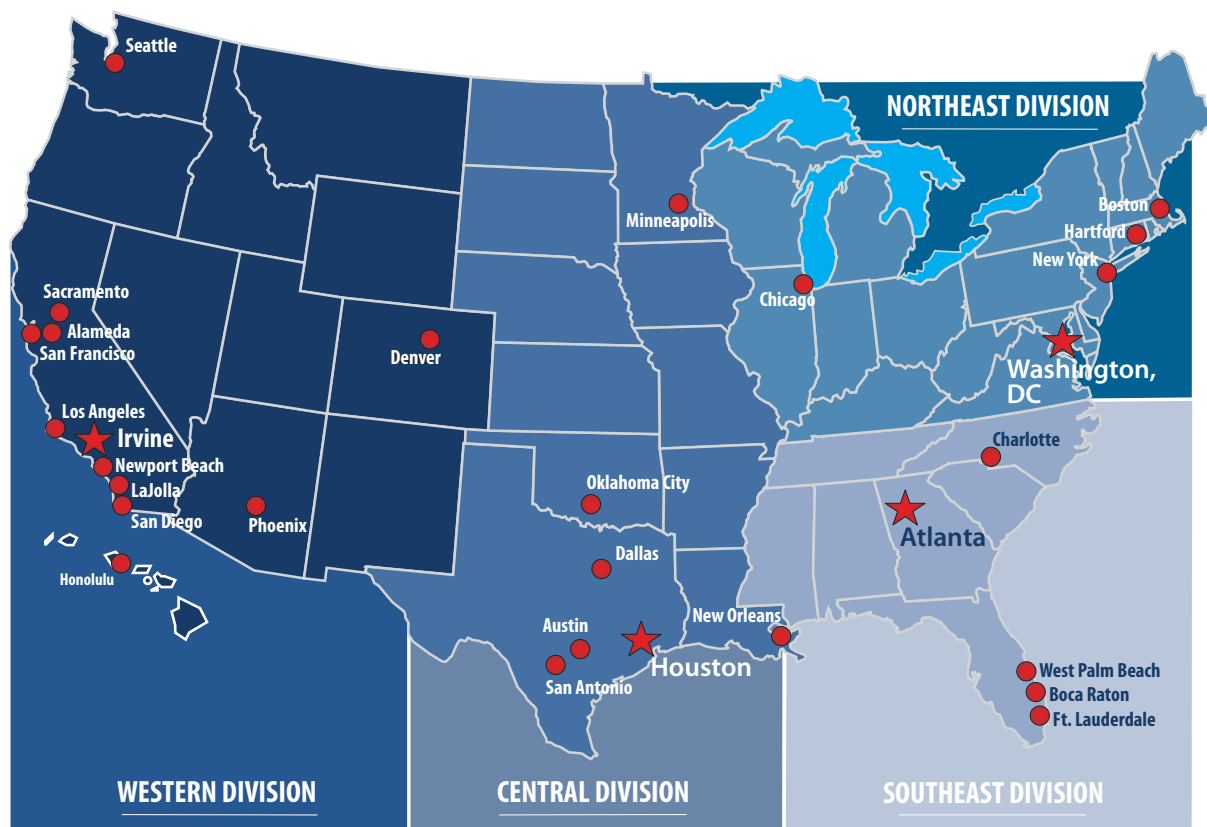 Seattle
NORTHEAST DIVISION
Boston
Minneapolis
Hartford
New York
Chicago
Sacramento
Alameda
San Francisco
Denver
Washington,
DC
Los Angeles
Irvine
Charlotte
Newport Beach
LaJolla
San Diego
Oklahoma City
Phoenix
Atlanta
Dallas
Honolulu
New Orleans
Austin
Houston
San Antonio
West Palm Beach
Boca Raton
Ft. Lauderdale
WESTERN DIVISION
CENTRAL DIVISION
SOUTHEAST DIVISION